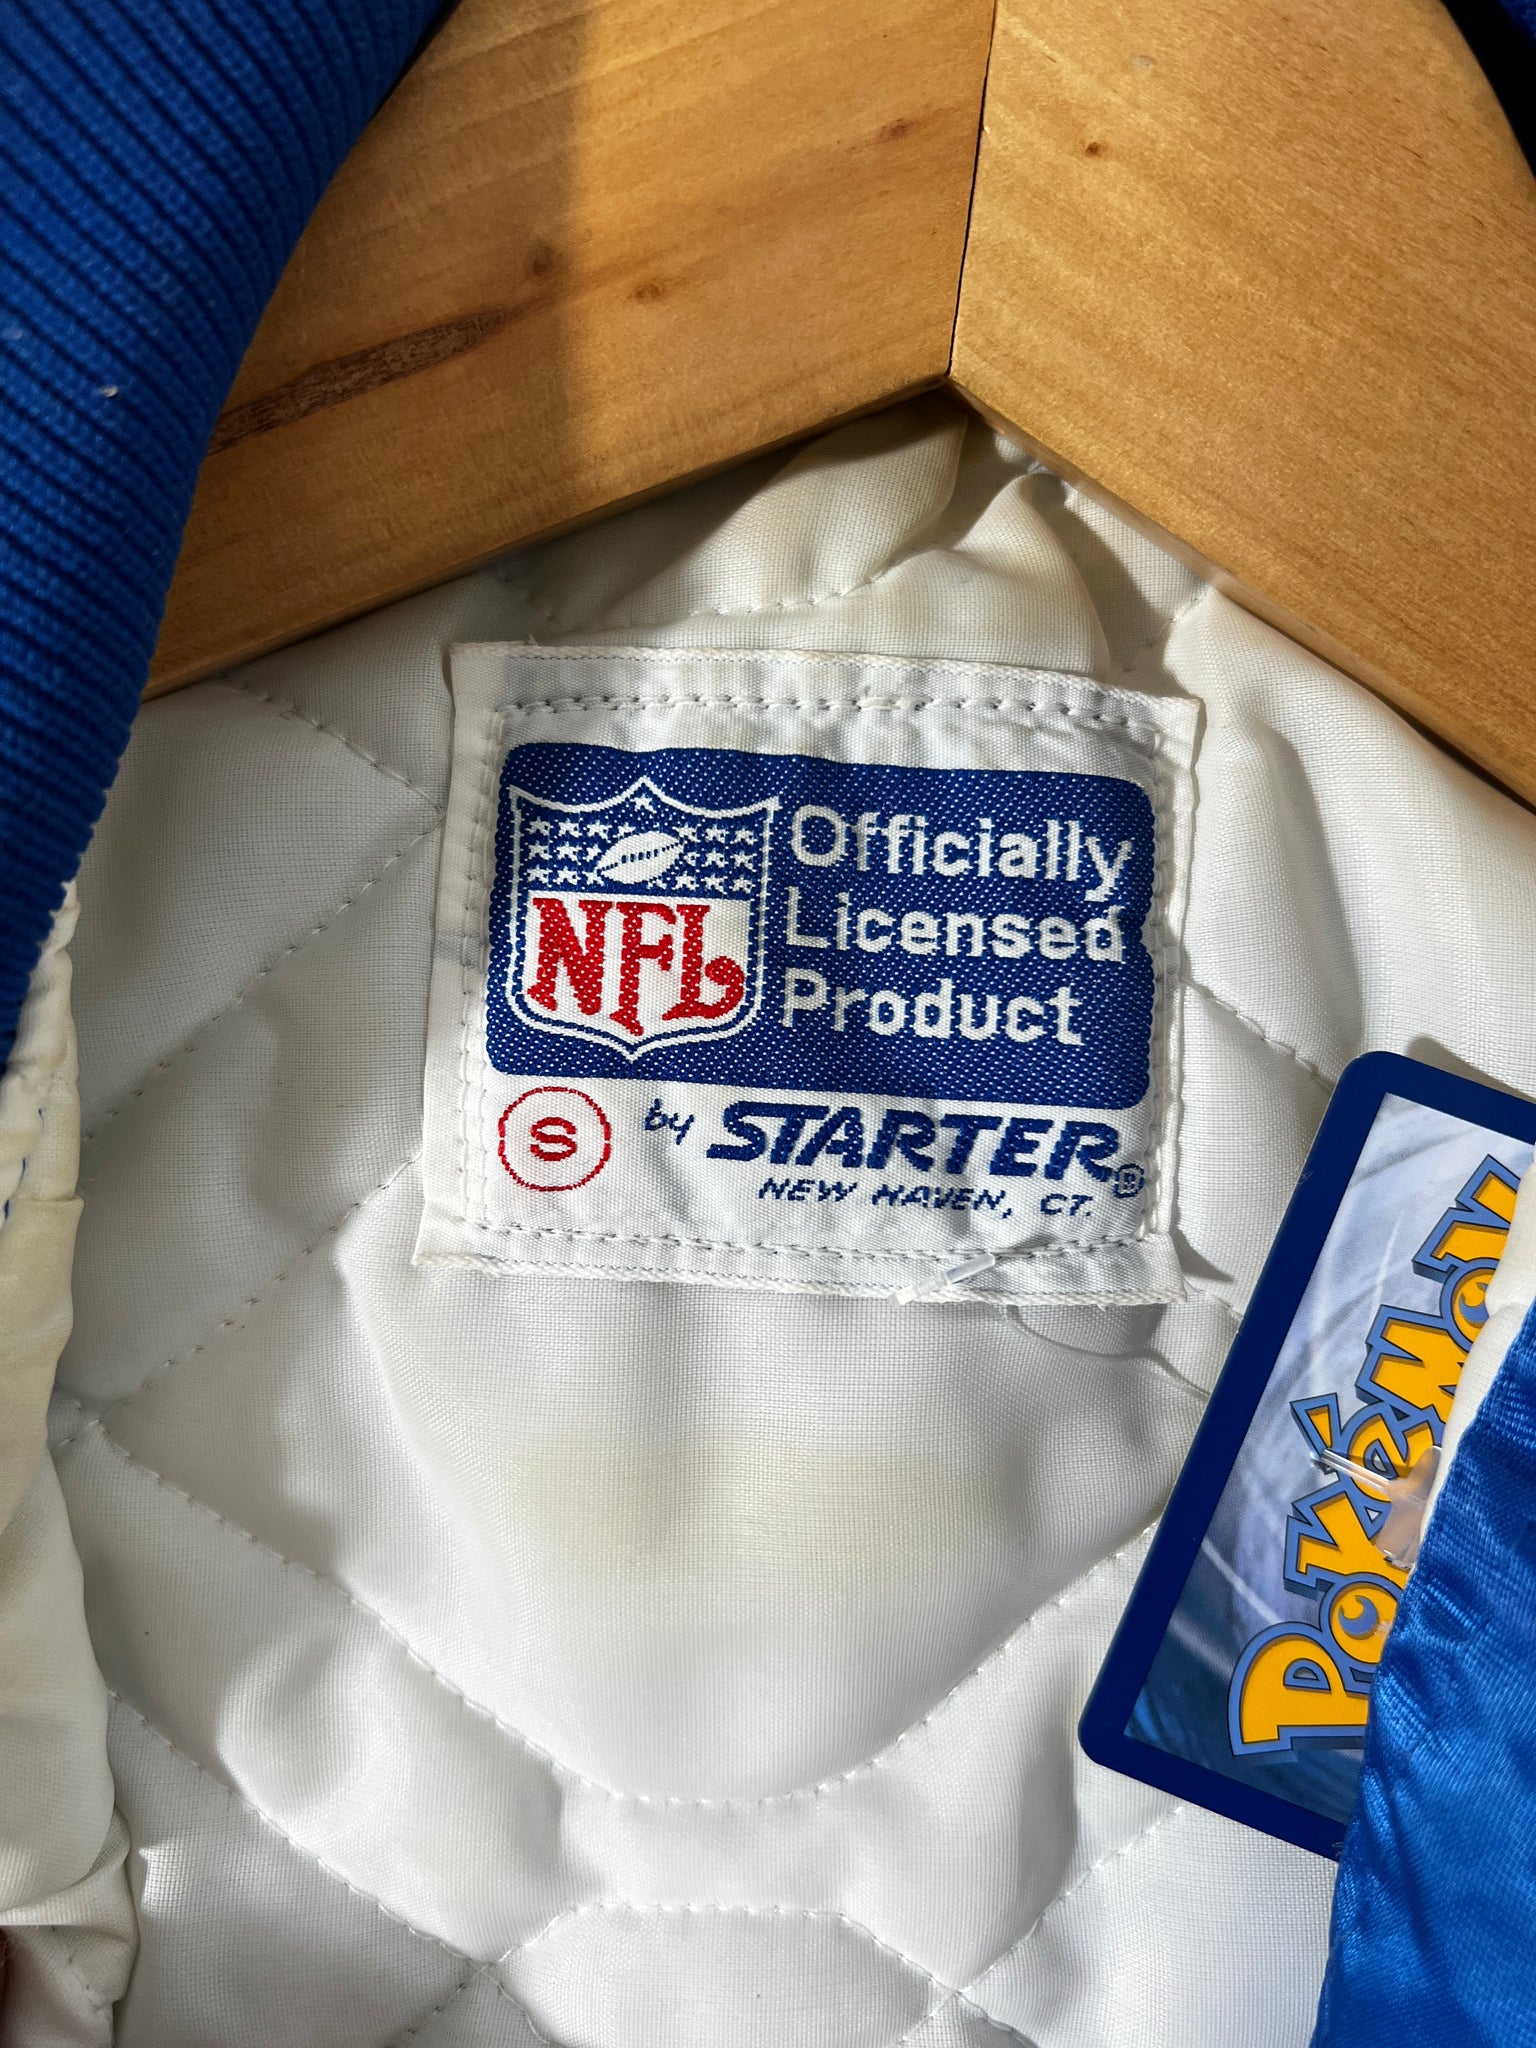 Officially
Licensed
Product
NFL
S
by STARTER®
NEW HAVEN, CT.
Pokémon